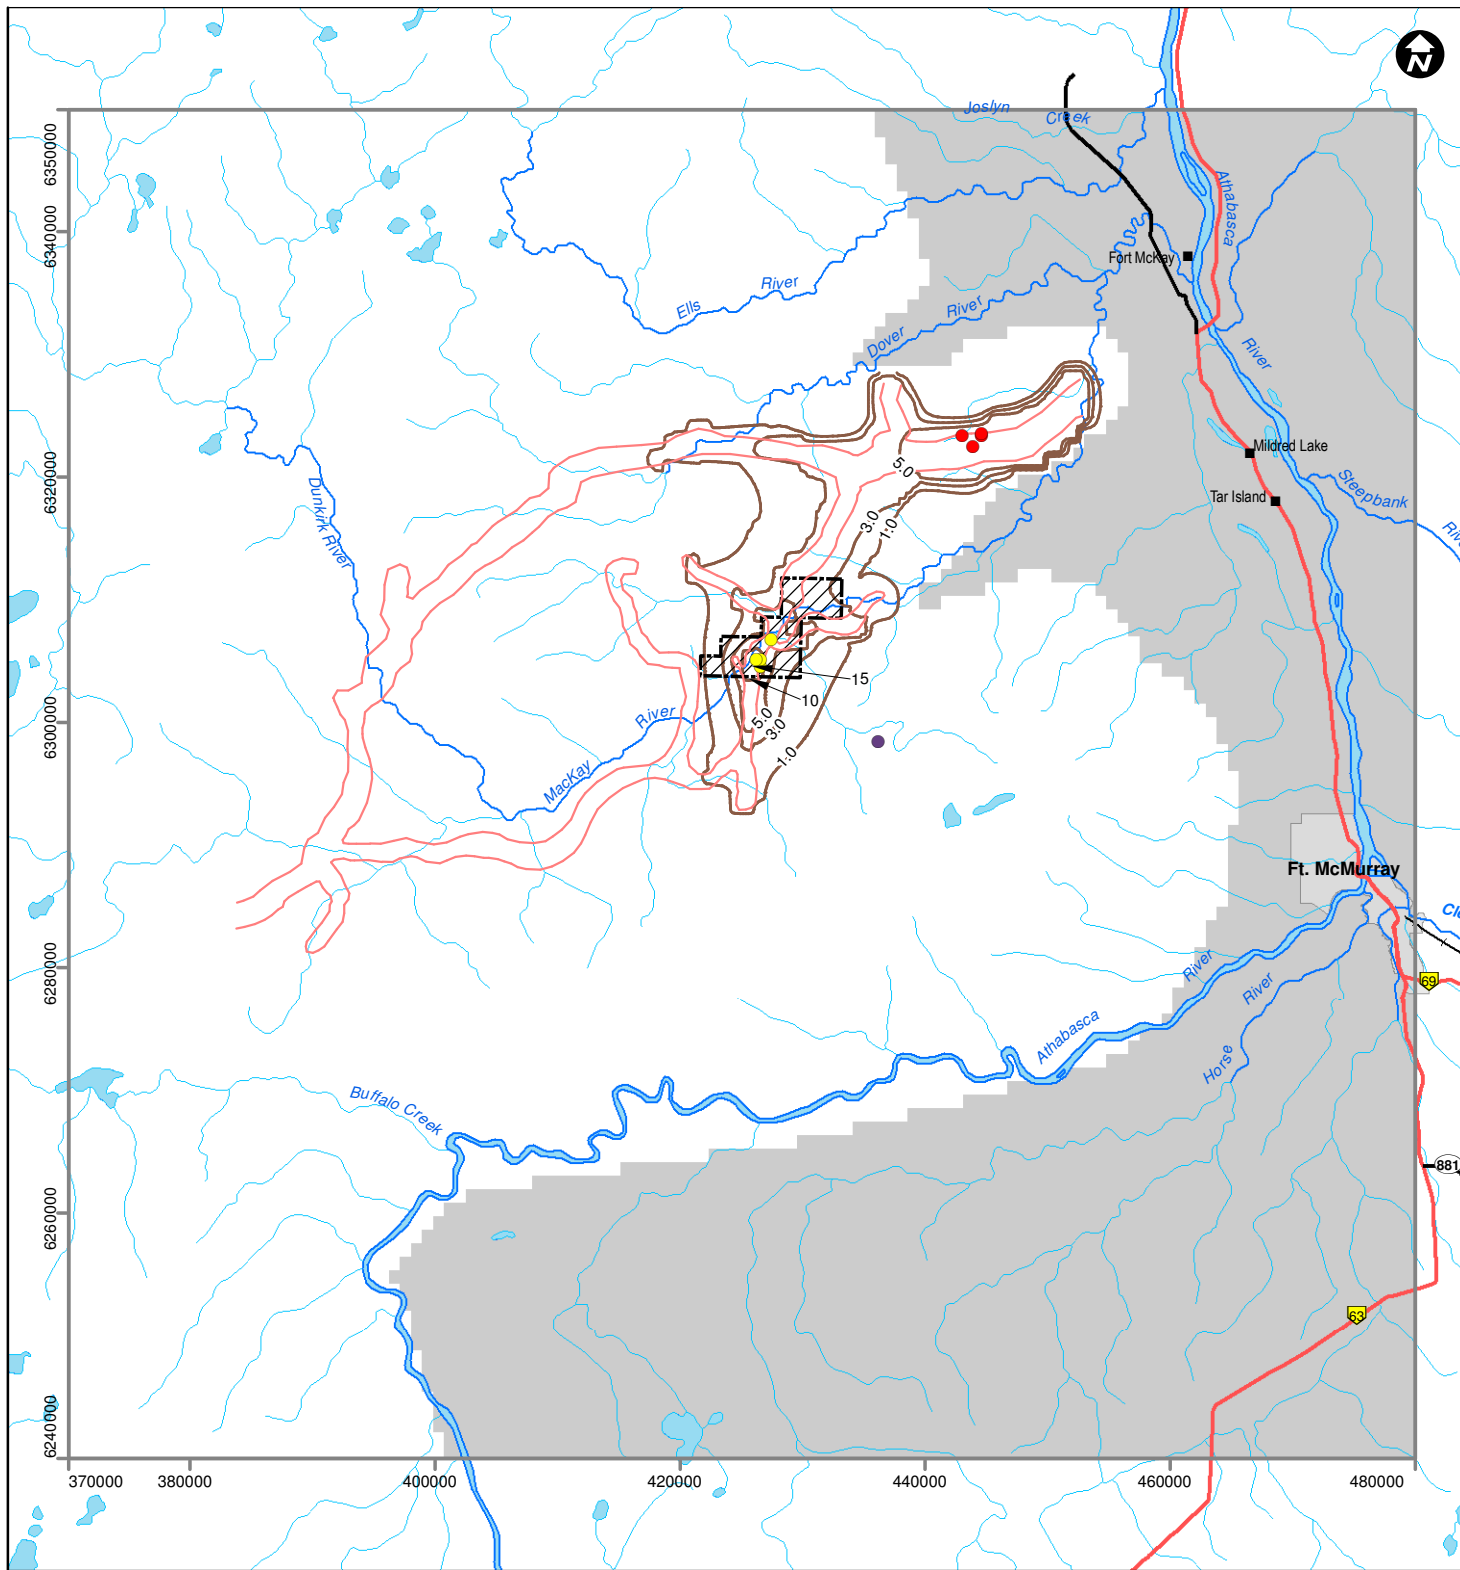 N
Joslyn
Creek
6350000
Athabasca
6340000
Fort McKay
Ells
River
Dover
River
River
Mildred Lake
5.0
6320000
Steepbank
Tar Island
Dunkirk River
3.0
1.0
15
10
River
5.0
3.0
1.0
6300000
MacKay
Ft. McMurray
6280000
River
River
69
Athabasca
Horse
Buffalo Creek
881
6260000
63
6240000
370000
380000
400000
420000
440000
460000
480000